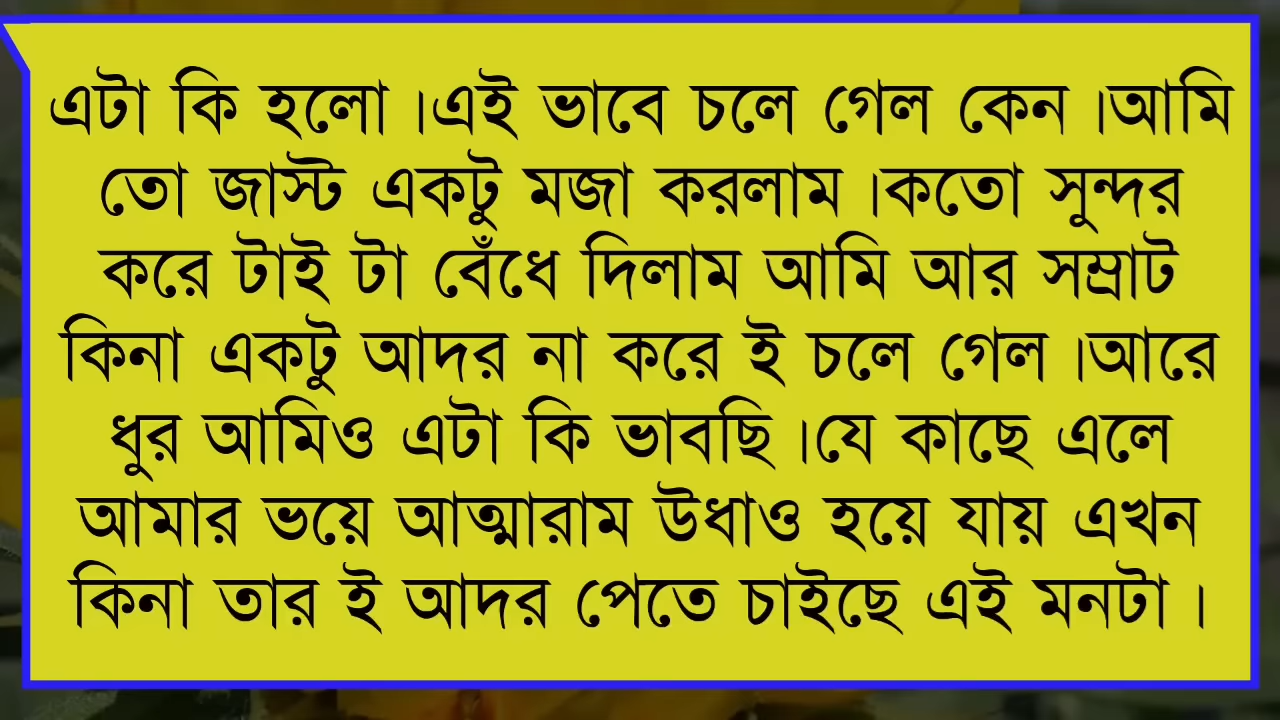 এটা কি হলো ।এই ভাবে চলে গেল কেন ।আমি
তো জাস্ট একটু মজা করলাম ।কতো সুন্দর
করে টাই টা বেঁধে দিলাম আমি আর সম্রাট
কিনা একটু আদর না করে ই চলে গেল ।আরে
ধুর আমিও এটা কি ভাবছি ।যে কাছে এলে
আমার ভয়ে আত্মারাম উধাও হয়ে যায় এখন
কিনা তার ই আদর পেতে চাইছে এই মনটা ।